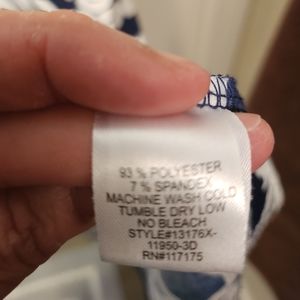 93 % POLYESTER
7 % SPANDEX
MACHINE WASH COLD
TUMBLE DRY LOW
NO BLEACH
STYLE#13176X-
11950-3D
RN#117175